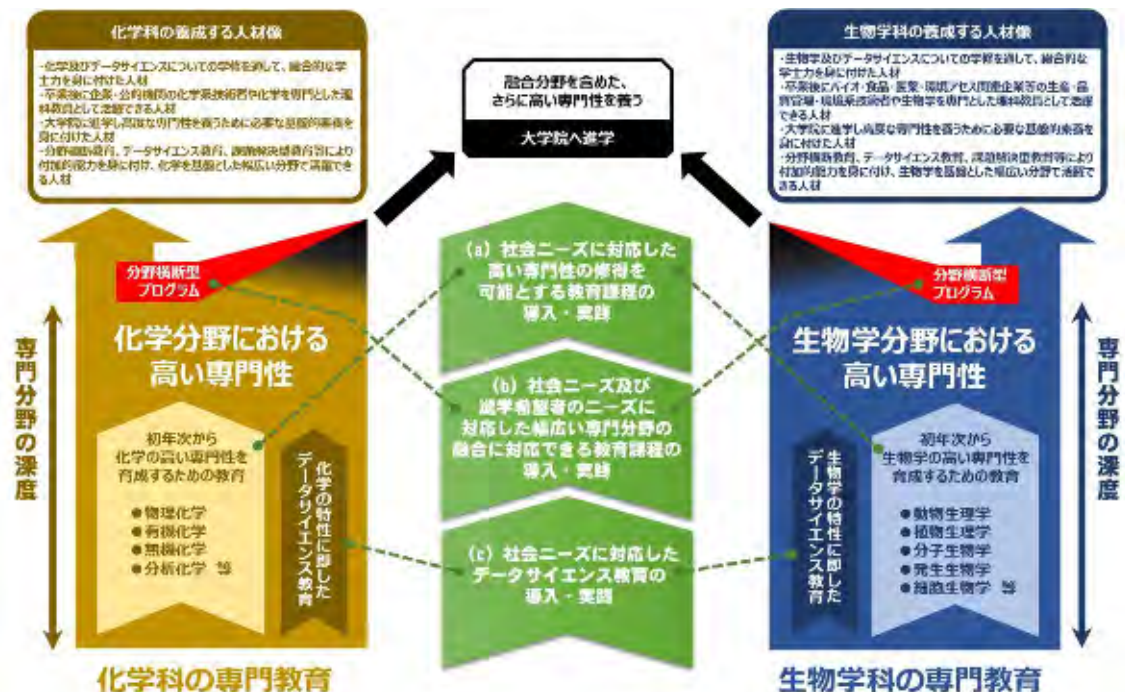 化学科の養成する人材像
・化学及びデータサイエンスについての学修を通して、総合的な学
士力を身に付けた人材
・卒業後に企業・公的機関の化学系技術者や化学を専門とした理
科教員として活躍できる人材
・大学院に進学し高度な専門性を養うために必要な基盤的素養を
身に付けた人材
・分野横断教育、データサイエンス教育、課題解決型教育等により
付加的能力を身に付け、化学を基盤とした幅広い分野で活躍でき
る人材
融合分野を含めた、
さらに高い専門性を養う
大学院へ進学
生物学科の養成する人材像
・生物学及びデータサイエンスについての学修を通して、総合的な
学士力を身に付けた人材
・卒業後にバイオ・食品・医薬・環境アセス関連企業等の生産・品
質管理・環境系技術者や生物学を専門とした理科教員として活躍
できる人材
・大学院に進学し高度な専門性を養うために必要な基盤的素養を
身に付けた人材
・分野横断教育、データサイエンス教育、課題解決型教育等により
付加的能力を身に付け、生物学を基盤とした幅広い分野で活躍で
きる人材
分野横断型
プログラム
専門分野の深度
化学分野における
高い専門性
初年次から
化学の高い専門性を
育成するための教育
●物理化学
●有機化学
●無機化学
●分析化学 等
化学の特性に即した
データサイエンス教育
化学科の専門教育
（a）社会ニーズに対応した
高い専門性の修得を
可能とする教育課程の
導入・実践
（b）社会ニーズ及び
進学希望者のニーズに
対応した幅広い専門分野の
融合に対応できる教育課程の
導入・実践
（c）社会ニーズに対応した
データサイエンス教育の
導入・実践
分野横断型
プログラム
生物学分野における
高い専門性
生物学の特性に即した
データサイエンス教育
初年次から
生物学の高い専門性を
育成するための教育
●動物生理学
●植物生理学
●分子生物学
●発生生物学
●細胞生物学 等
専門分野の深度
生物学科の専門教育